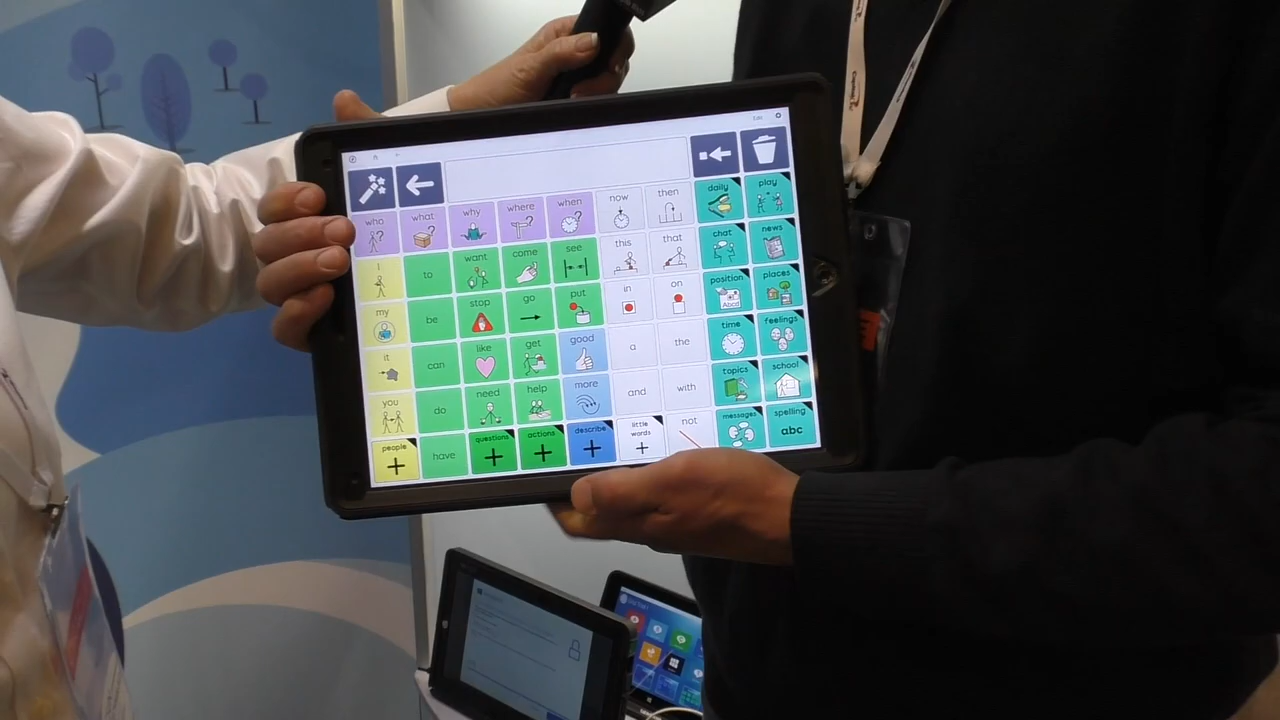 Edit
who what why where when now then daily play
I to want come see this that chat news
my be stop go put in on position places
Abcd
it can like get good a the time feelings
you do need help more and with topics school
people have questions actions describe little words not messages spelling
abc